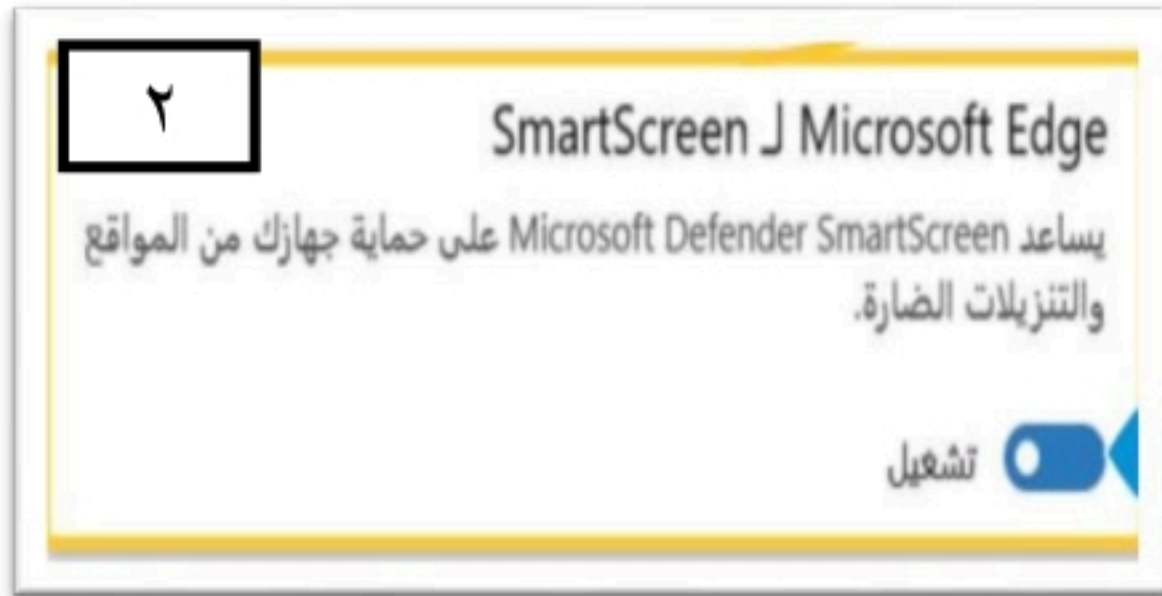 ٢
SmartScreen لـ Microsoft Edge
يساعد Microsoft Defender SmartScreen على حماية جهازك من المواقع
والتنزيلات الضارة.
تشغيل